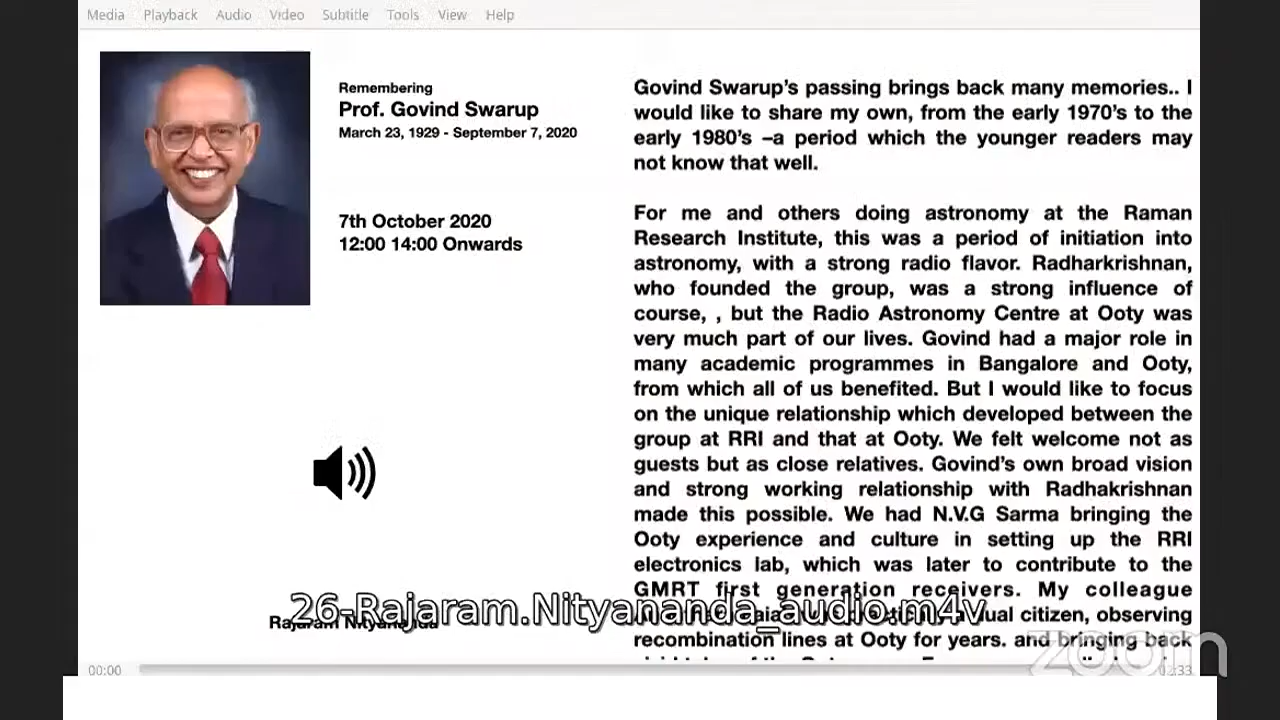 Media Playback Audio Video Subtitle Tools View Help
Remembering
Prof. Govind Swarup
March 23, 1929 - September 7, 2020
7th October 2020
12:00 14:00 Onwards
Govind Swarup's passing brings back many memories.. I
would like to share my own, from the early 1970's to the
early 1980's –a period which the younger readers may
not know that well.
For me and others doing astronomy at the Raman
Research Institute, this was a period of initiation into
astronomy, with a strong radio flavor. Radharkrishnan,
who founded the group, was a strong influence of
course, , but the Radio Astronomy Centre at Ooty was
very much part of our lives. Govind had a major role in
many academic programmes in Bangalore and Ooty,
from which all of us benefited. But I would like to focus
on the unique relationship which developed between the
group at RRI and that at Ooty. We felt welcome not as
guests but as close relatives. Govind's own broad vision
and strong working relationship with Radhakrishnan
made this possible. We had N.V.G Sarma bringing the
Ooty experience and culture in setting up the RRI
electronics lab, which was later to contribute to the
GMRT first generation receivers. My colleague
citizen, observing
recombination lines at Ooty for years. and bringing back
Rajaram Nityananda
26-Rajaram.Nityananda_audio.m4v
00:00
02:33
zoom